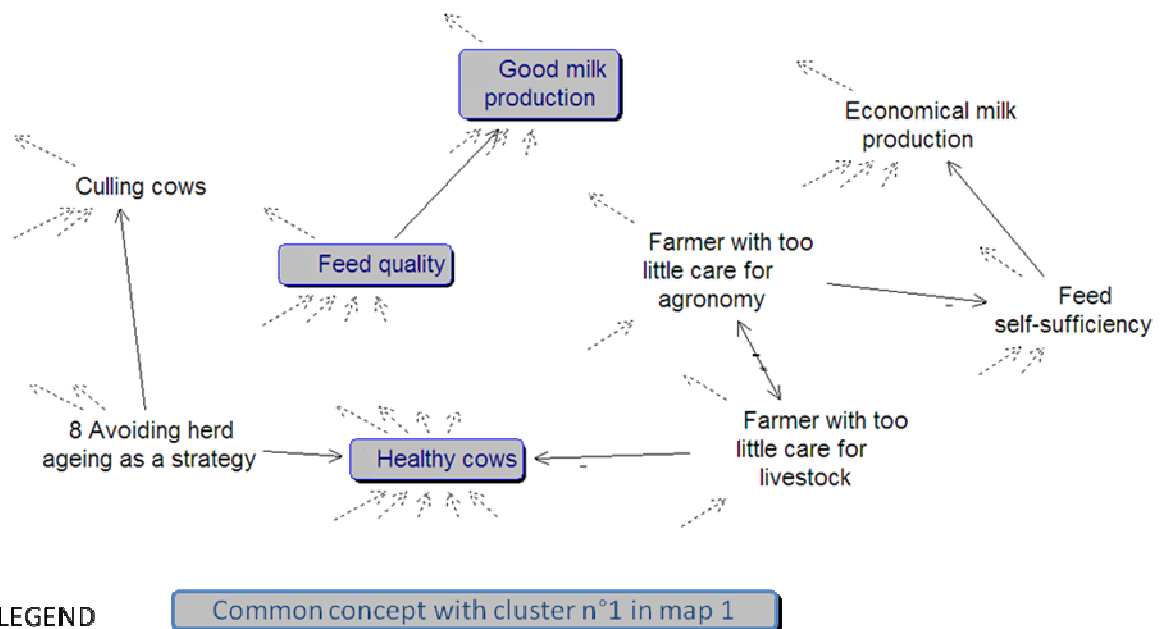 Good milk
production
Economical milk
production
Culling cows
Farmer with too
little care for
agronomy
Feed quality
Feed
self-sufficiency
-
8 Avoiding herd
ageing as a strategy
Farmer with too
little care for
livestock
Healthy cows
-
LEGEND
Common concept with cluster n°1 in map 1